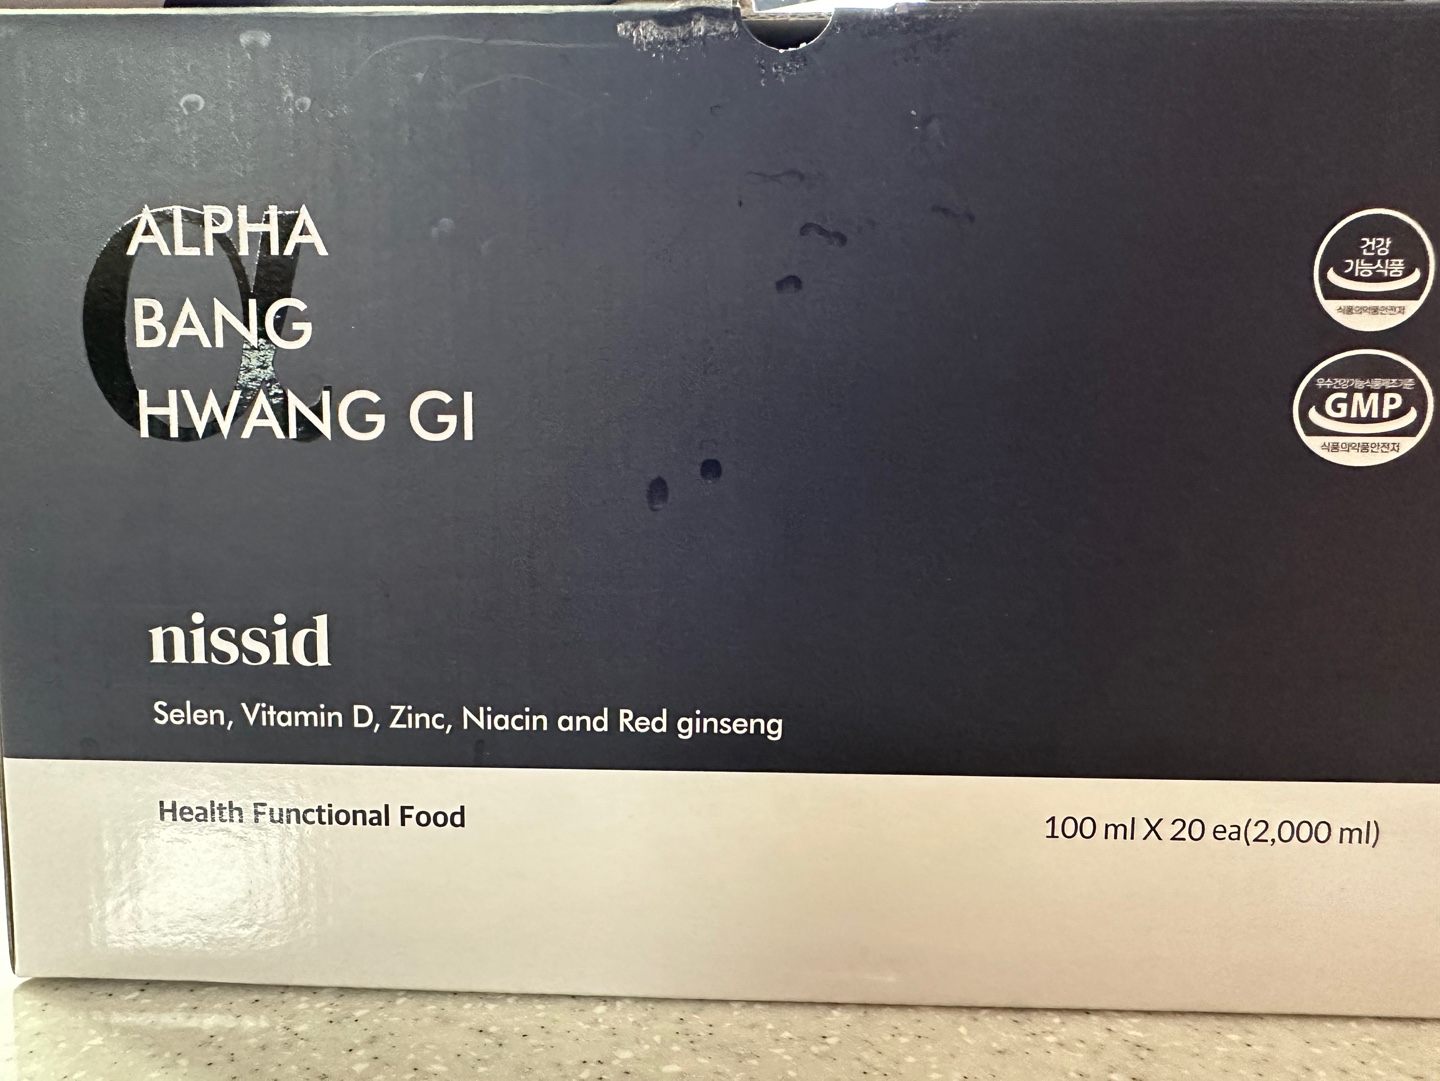 ALPHA
BANG
HWANG GI
건강
기능식품
식품의약품안전처
우수건강기능식품제조기준
GMP
식품의약품안전처
nissid
Selen, Vitamin D, Zinc, Niacin and Red ginseng
Health Functional Food
100 ml X 20 ea(2,000 ml)
α